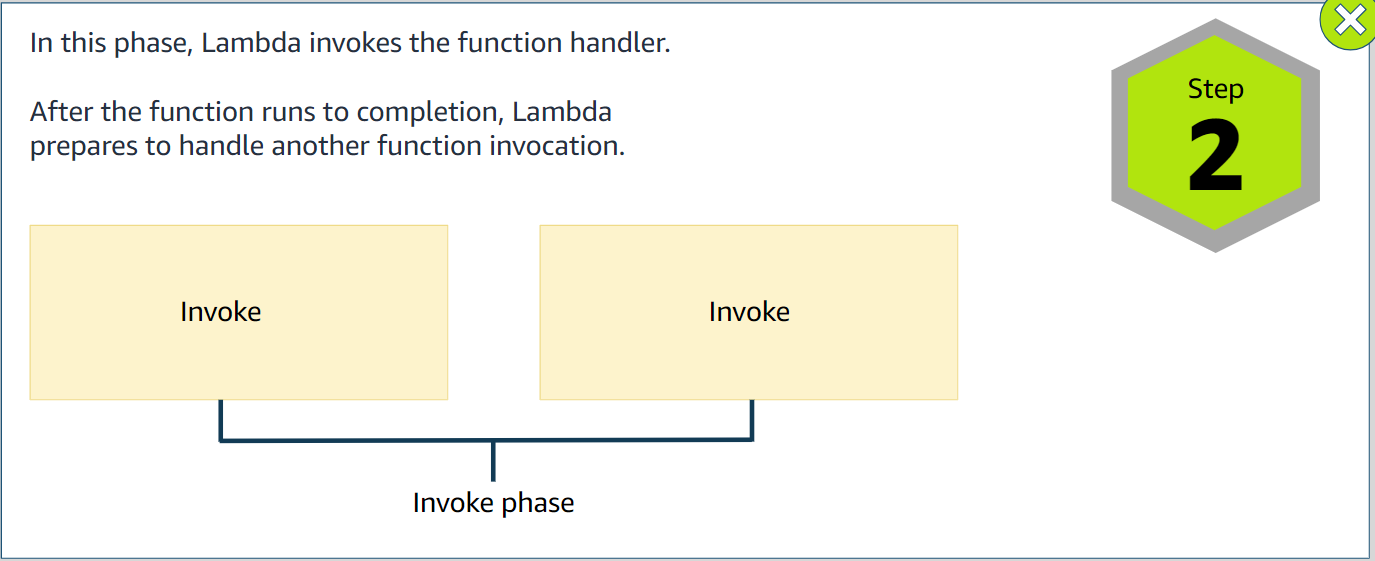 In this phase, Lambda invokes the function handler.
After the function runs to completion, Lambda
prepares to handle another function invocation.
Step
2
Invoke
Invoke
Invoke phase